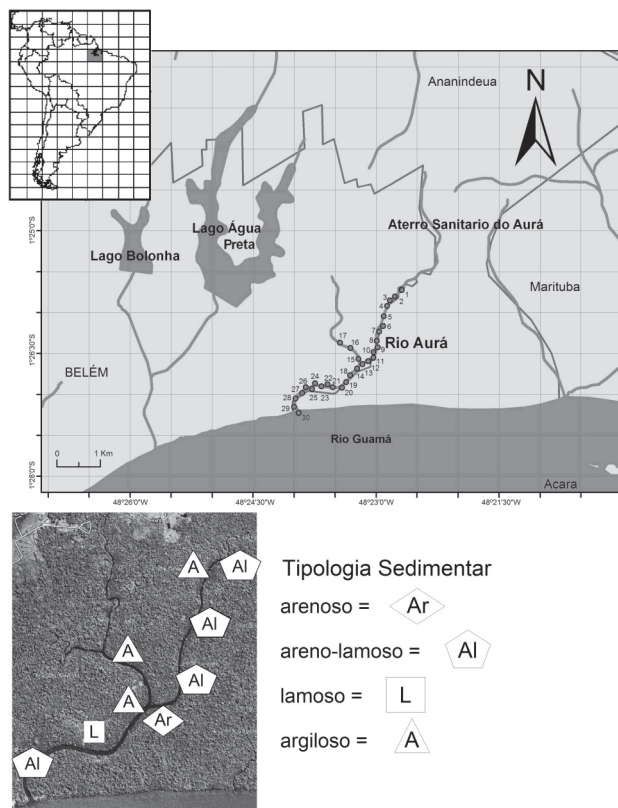 Ananindeua
N
Lago Água
Preta
Aterro Sanitario do Aurá
Lago Bolonha
1°25'0"S
Marituba
1
2
3
4
5
6
7
8
9
10
11
12
13
14
15
16
17
18
19
20
21
22
23
24
25
26
27
28
29
30
Rio Aurá
1°26'30"S
BELÉM
Rio Guamá
0 1 Km
1°28'0"S
Acara
48°26'0"W 48°24'30"W 48°23'0"W 48°21'30"W
A Al
Al
A
Al
A
Ar
L
Al
Tipologia Sedimentar
arenoso = Ar
areno-lamoso = Al
lamoso = L
argiloso = A